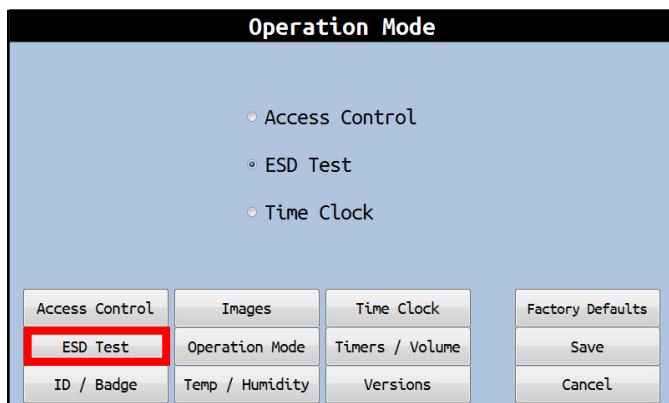 Operation Mode
Access Control
ESD Test
Time Clock
Access Control Images Time Clock Factory Defaults
ESD Test Operation Mode Timers / Volume Save
ID / Badge Temp / Humidity Versions Cancel